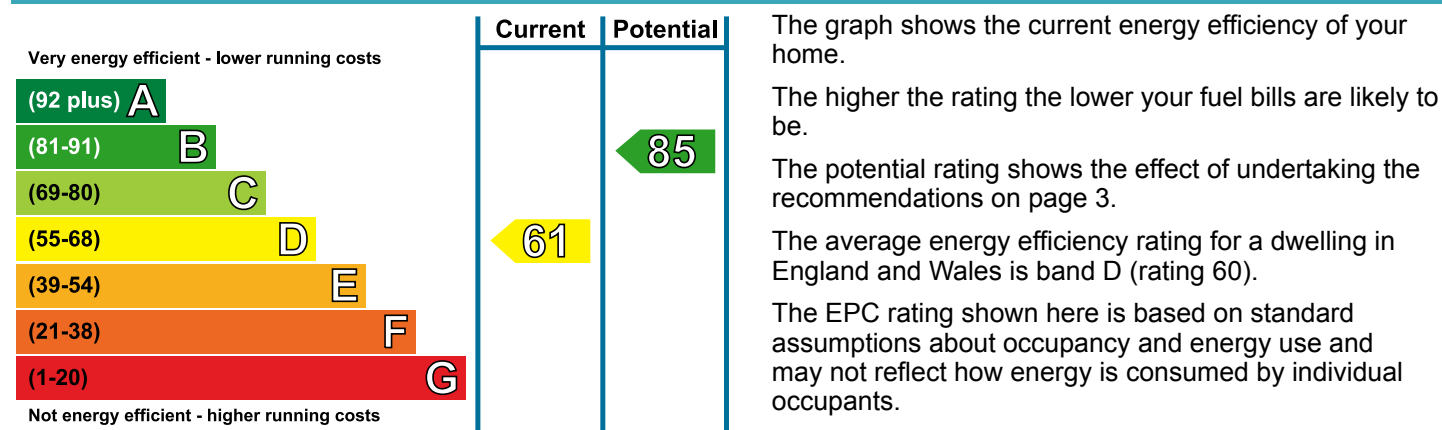 Current Potential
Very energy efficient - lower running costs
(92 plus) A
(81-91) B
85
(69-80) C
(55-68) D
61
(39-54) E
(21-38) F
(1-20) G
Not energy efficient - higher running costs
The graph shows the current energy efficiency of your
home.
The higher the rating the lower your fuel bills are likely to
be.
The potential rating shows the effect of undertaking the
recommendations on page 3.
The average energy efficiency rating for a dwelling in
England and Wales is band D (rating 60).
The EPC rating shown here is based on standard
assumptions about occupancy and energy use and
may not reflect how energy is consumed by individual
occupants.